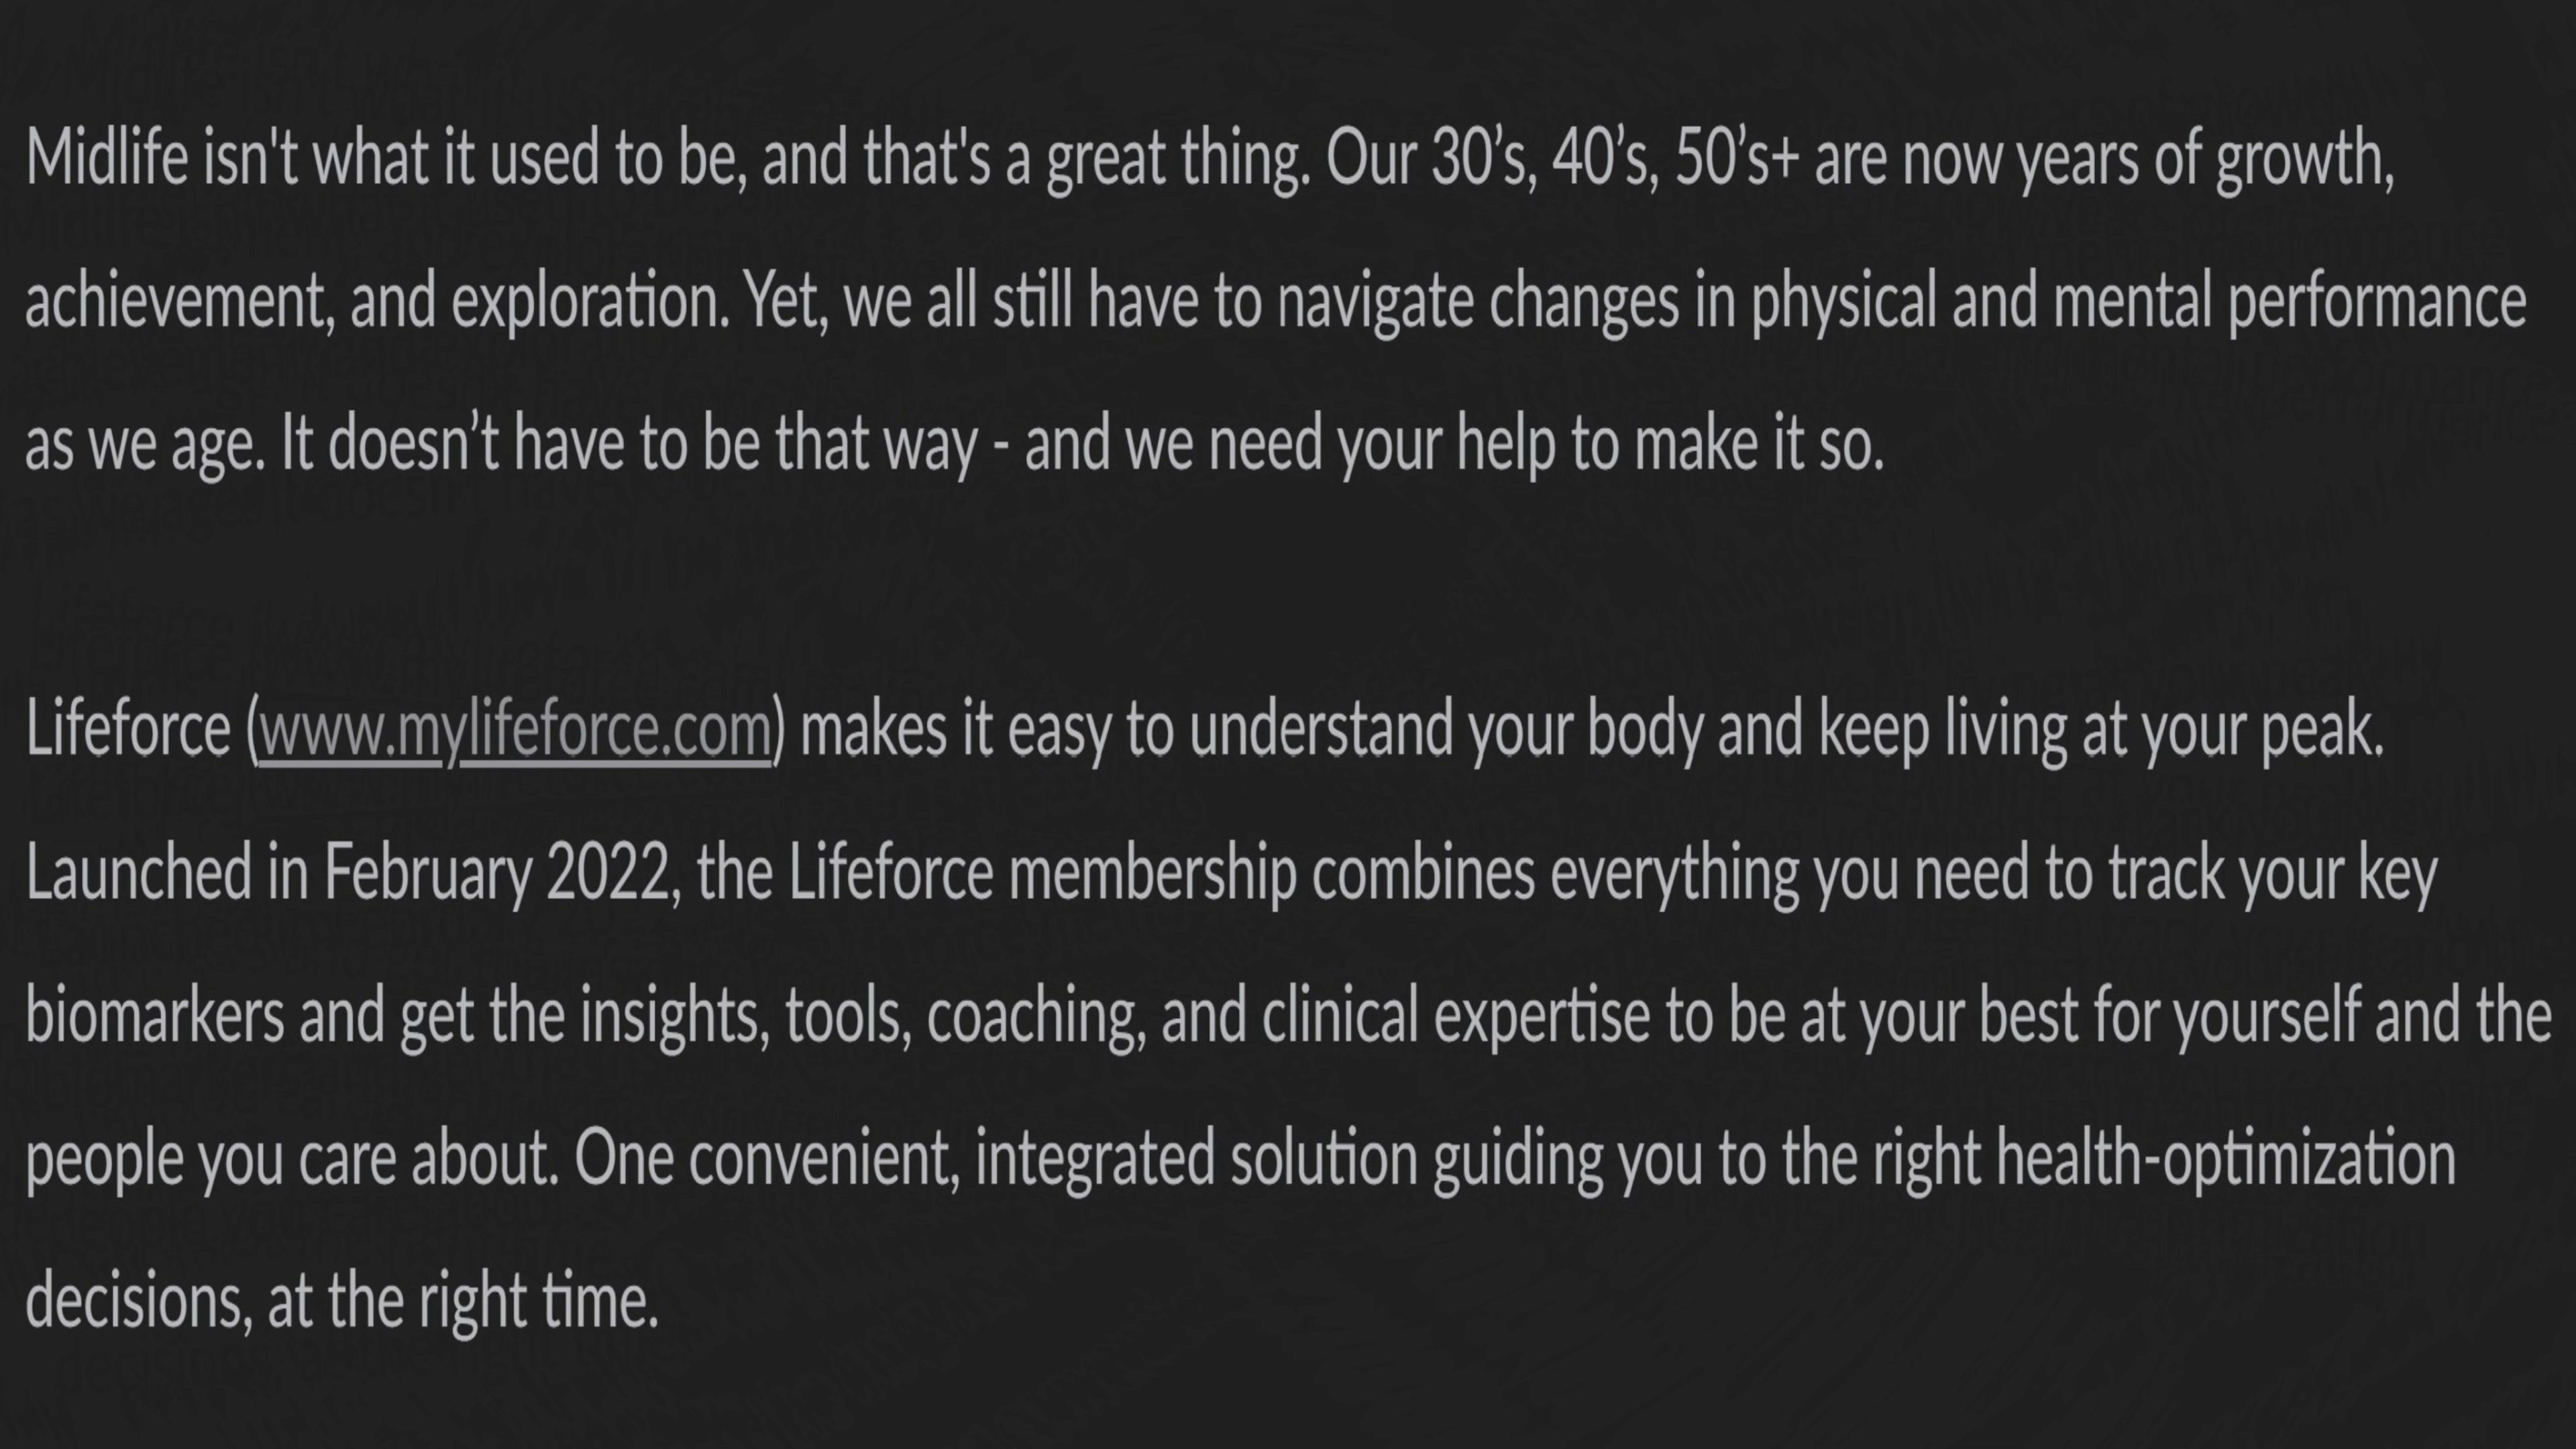 Midlife isn't what it used to be, and that's a great thing. Our 30’s, 40’s, 50’s+ are now years of growth,
achievement, and exploration. Yet, we all still have to navigate changes in physical and mental performance
as we age. It doesn’t have to be that way - and we need your help to make it so.
Lifeforce (www.mylifeforce.com) makes it easy to understand your body and keep living at your peak.
Launched in February 2022, the Lifeforce membership combines everything you need to track your key
biomarkers and get the insights, tools, coaching, and clinical expertise to be at your best for yourself and the
people you care about. One convenient, integrated solution guiding you to the right health-optimization
decisions, at the right time.